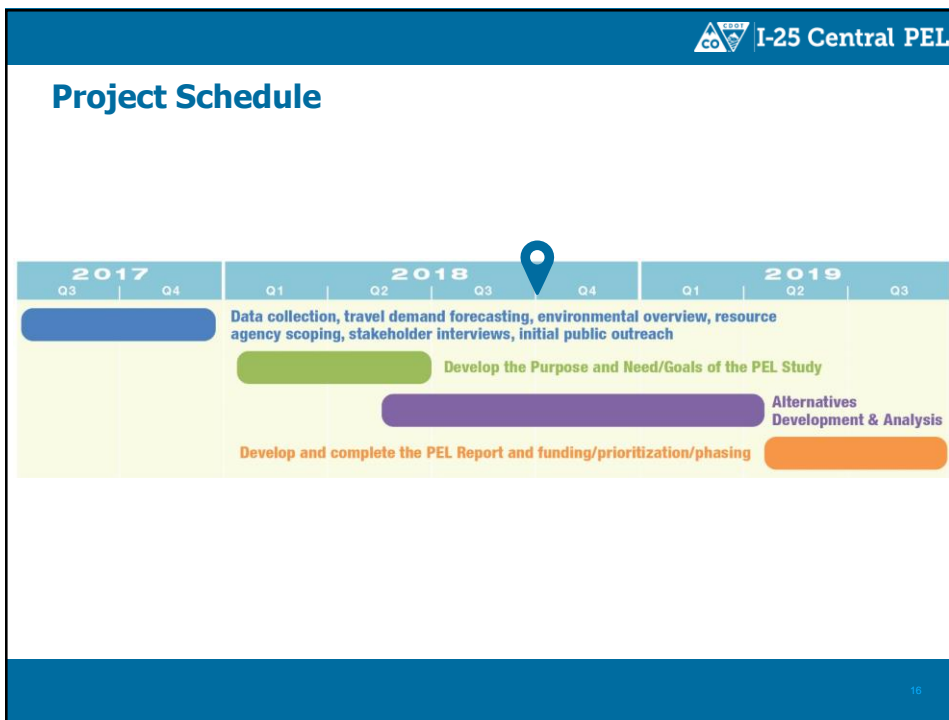 CDOT
CO
I-25 Central PEL
Project Schedule
2017 2018 2019
Q3 Q4 Q1 Q2 Q3 Q4 Q1 Q2 Q3
Data collection, travel demand forecasting, environmental overview, resource
agency scoping, stakeholder interviews, initial public outreach
Develop the Purpose and Need/Goals of the PEL Study
Alternatives
Development & Analysis
Develop and complete the PEL Report and funding/prioritization/phasing
16